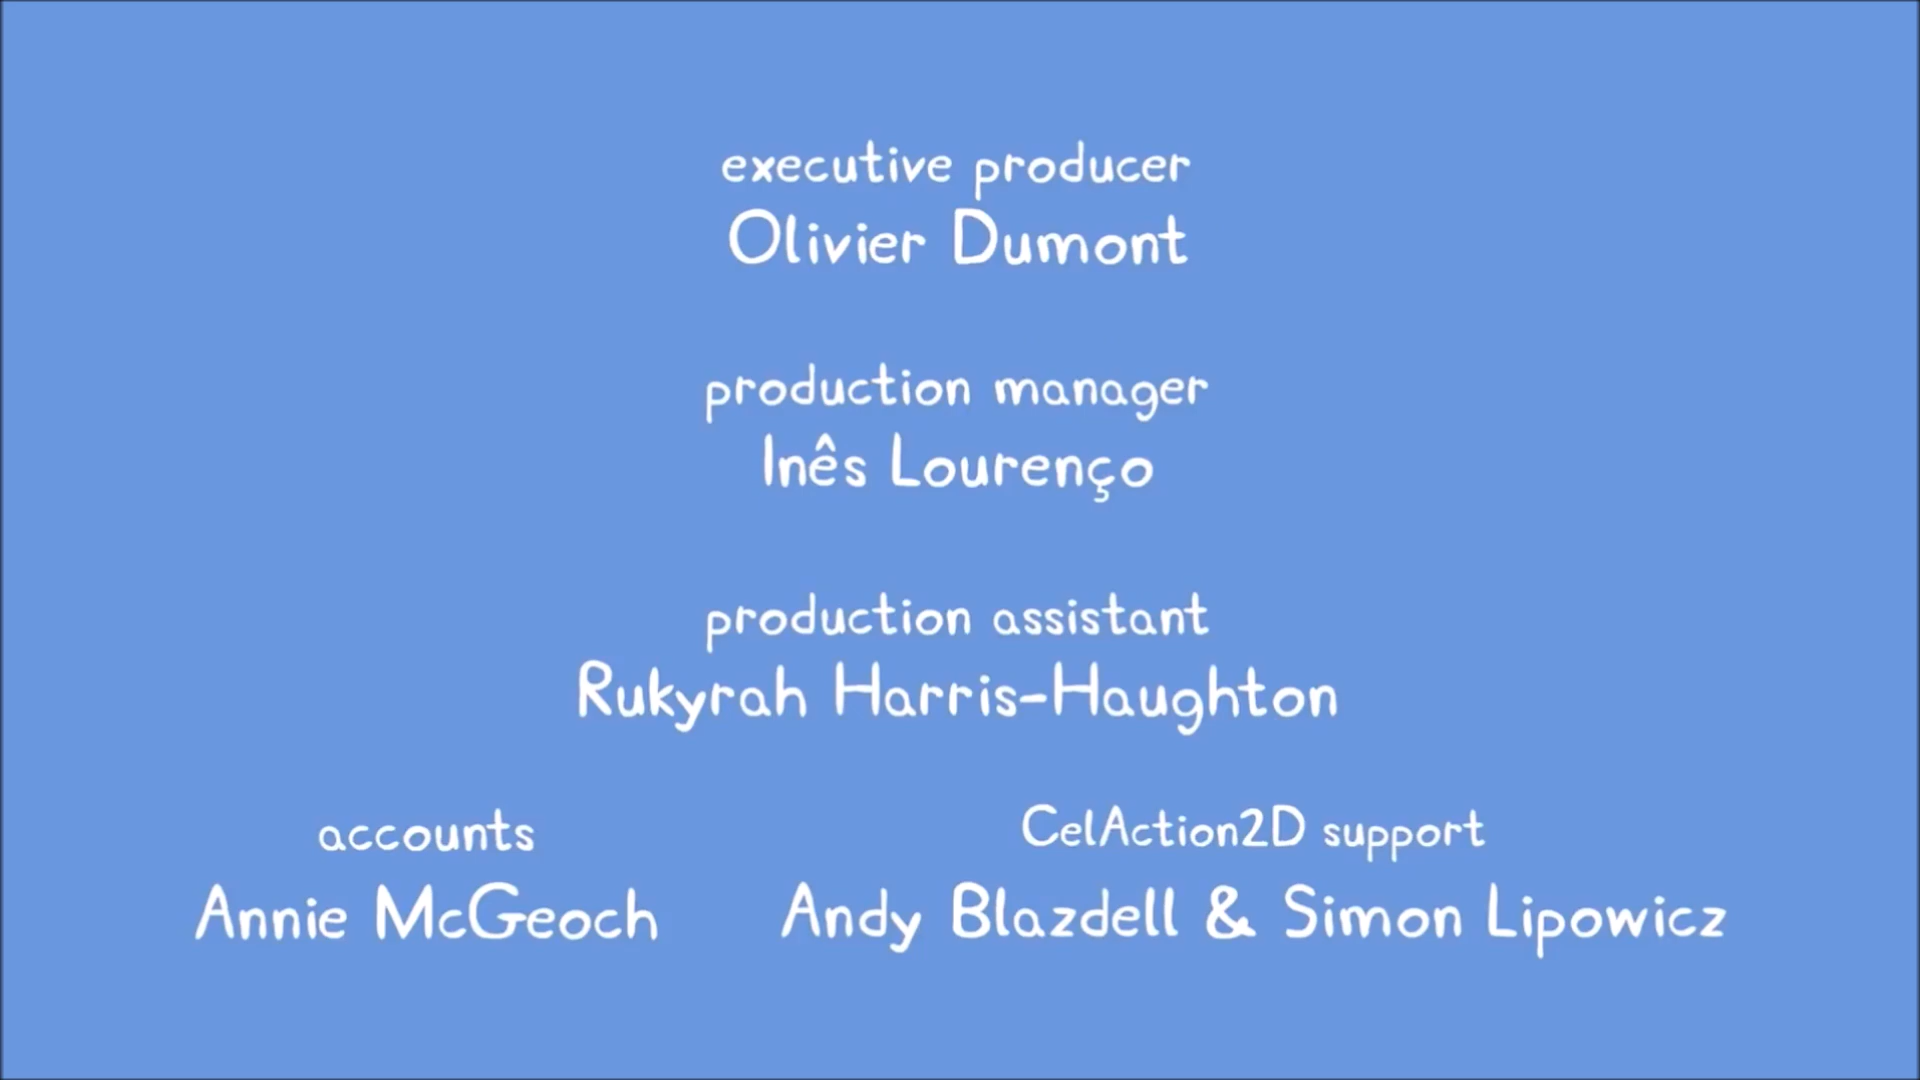 executive producer
Olivier Dumont
production manager
Inês Lourenço
production assistant
Rukyrah Harris-Haughton
accounts
Annie McGeoch
CelAction2D support
Andy Blazdell & Simon Lipowicz